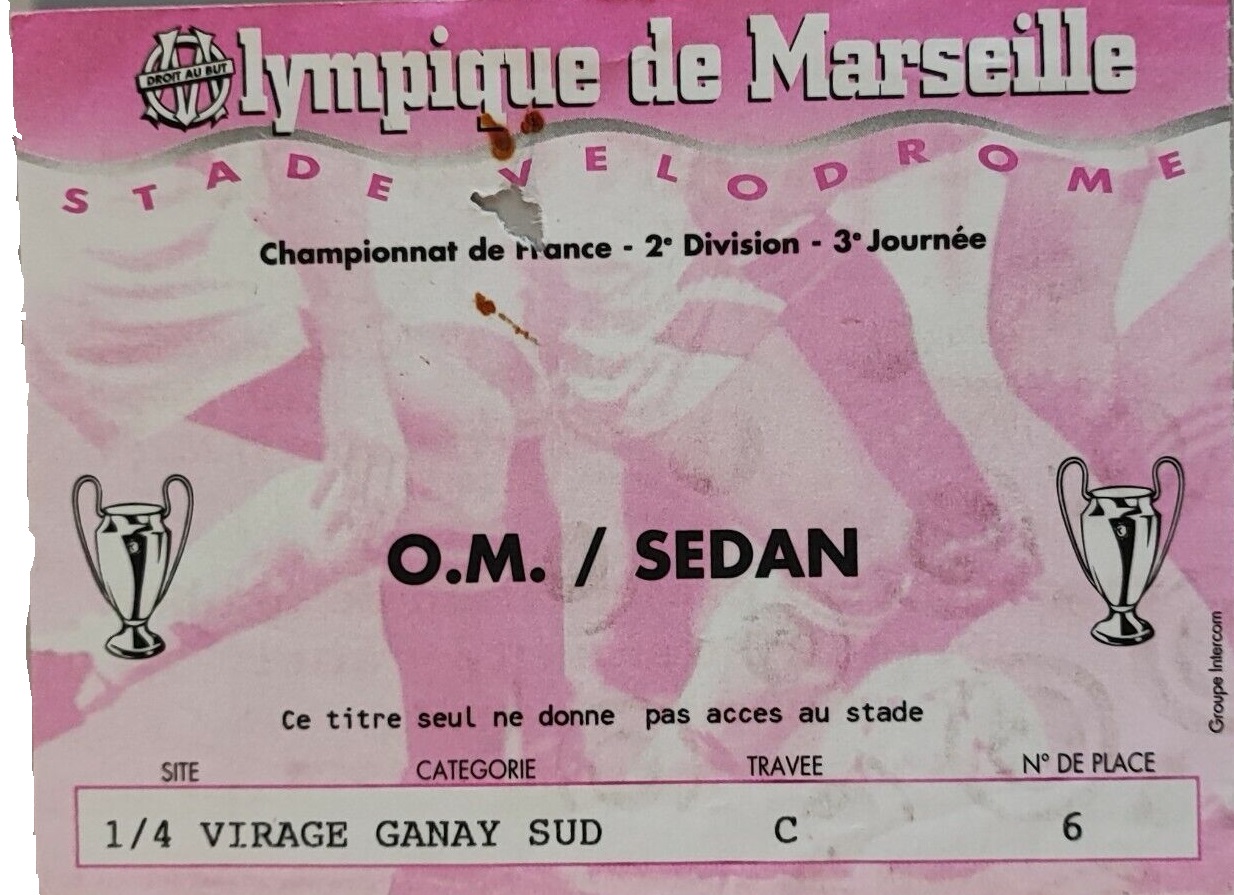 Olympique de Marseille
DROIT AU BUT
STADE VELODROME
Championnat de France - 2e Division - 3e Journée
O.M. / SEDAN
Groupe Intercom
Ce titre seul ne donne pas acces au stade
SITE CATEGORIE TRAVEE N° DE PLACE
1/4 VIRAGE GANAY SUD C 6